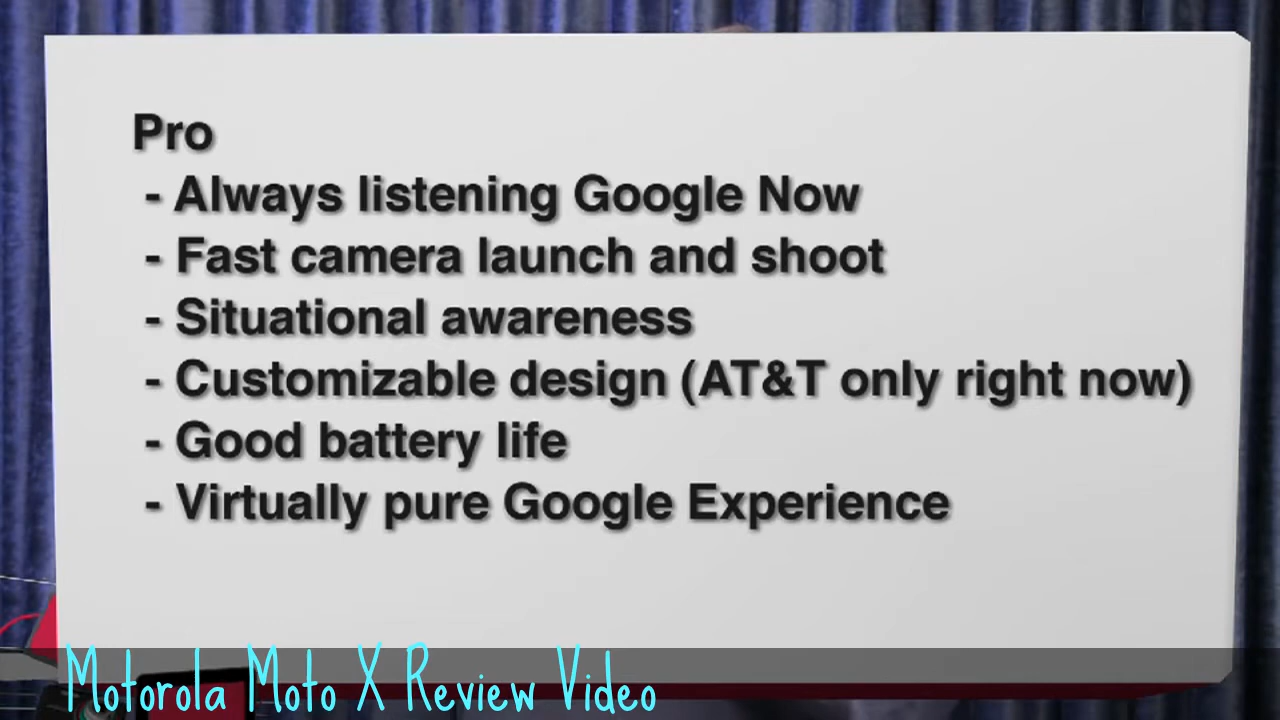 Pro
- Always listening Google Now
- Fast camera launch and shoot
- Situational awareness
- Customizable design (AT&T only right now)
- Good battery life
- Virtually pure Google Experience
Motorola Moto X Review Video